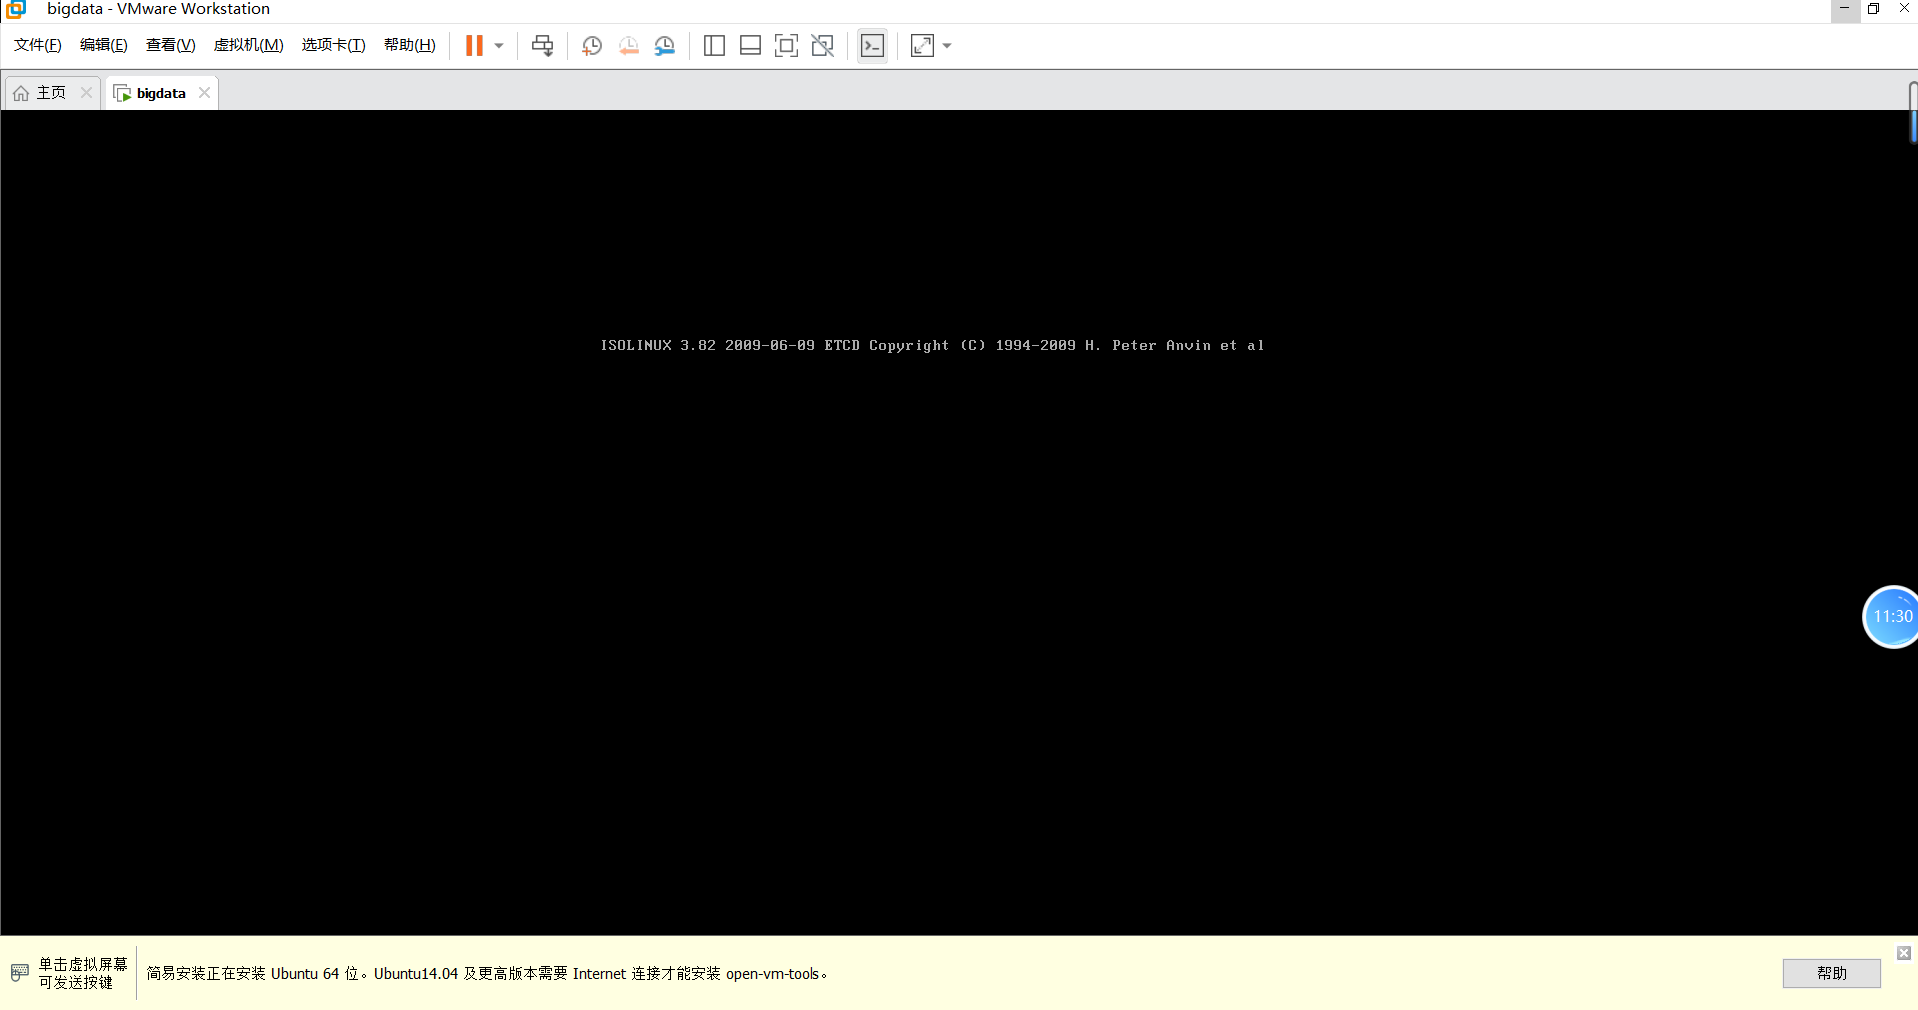 bigdata - VMware Workstation
文件(F) 编辑(E) 查看(V) 虚拟机(M) 选项卡(T) 帮助(H)
主页 bigdata
ISOLINUX 3.82 2009-06-09 ETCD Copyright (C) 1994-2009 H. Peter Anvin et al
11:30
单击虚拟屏幕
可发送按键
简易安装正在安装 Ubuntu 64 位。Ubuntu14.04 及更高版本需要 Internet 连接才能安装 open-vm-tools。
帮助